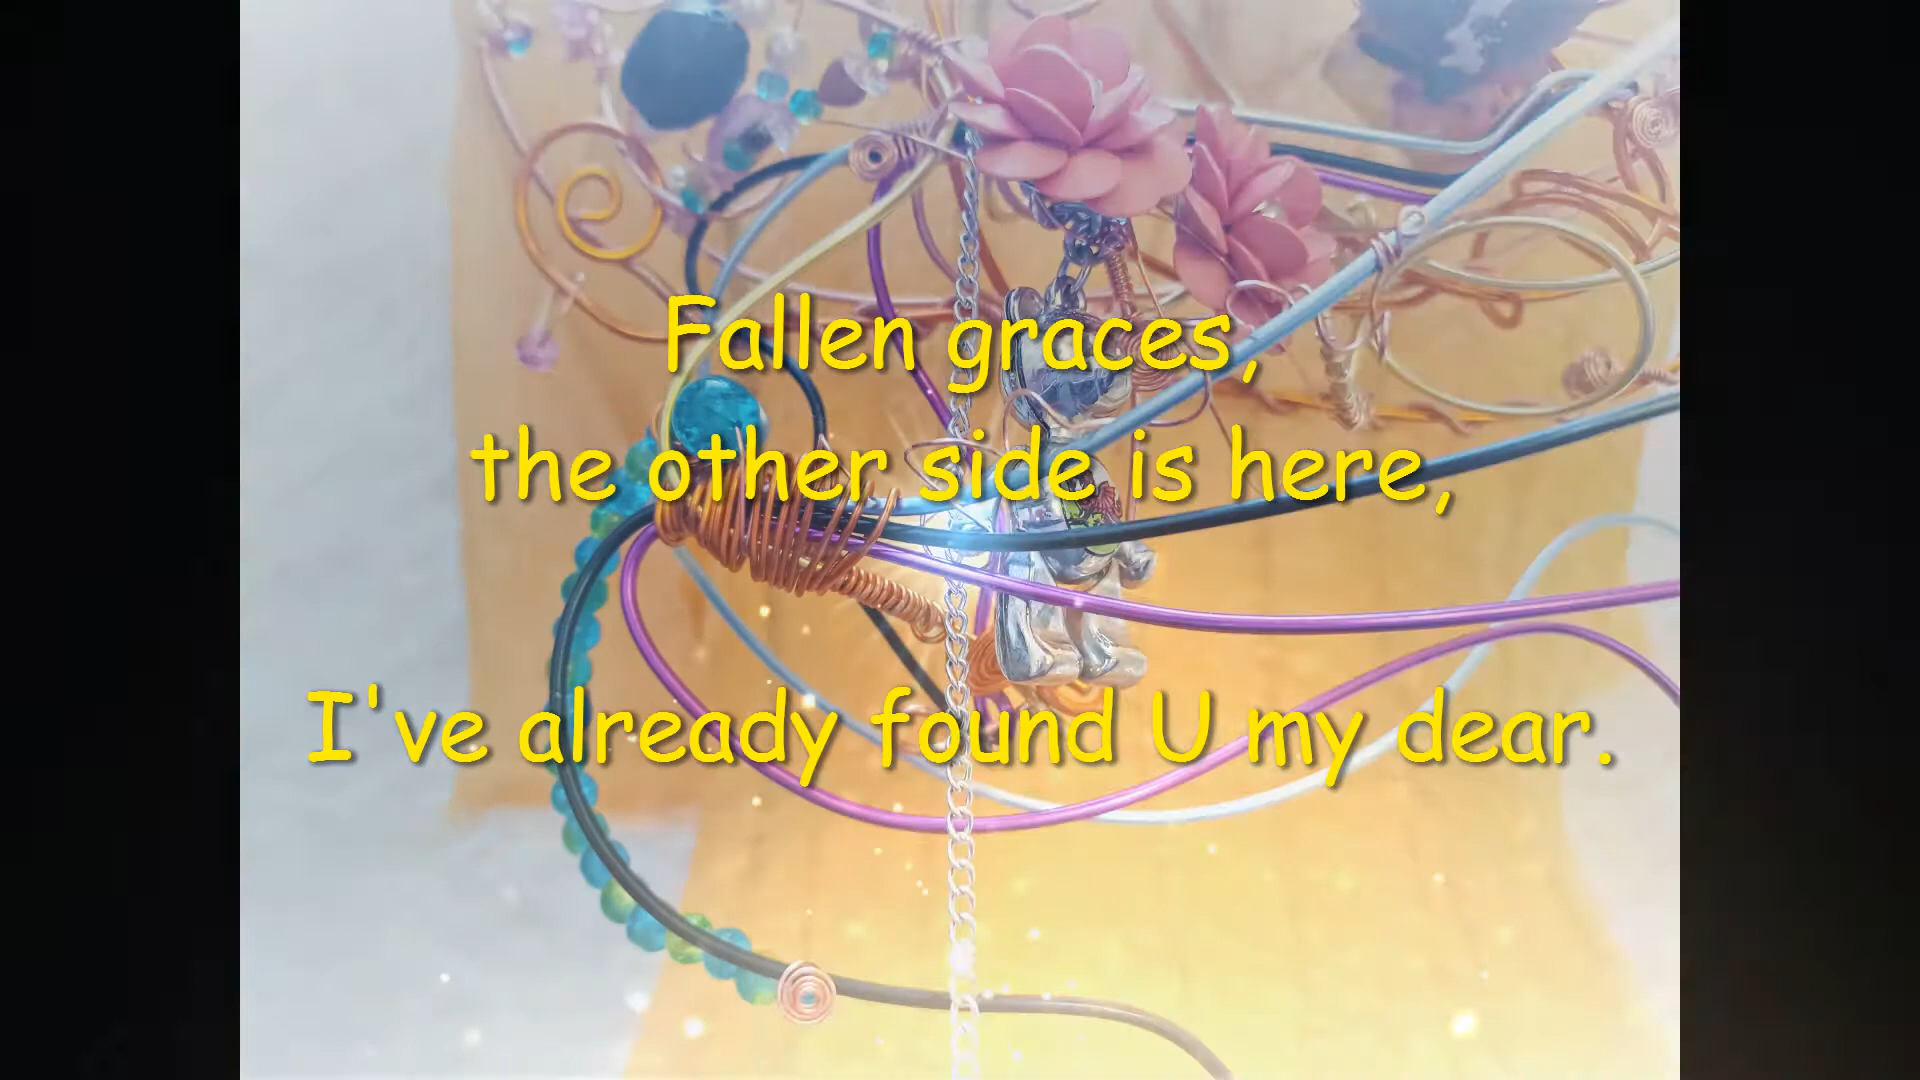 Fallen graces,
the other side is here,
I've already found U my dear.